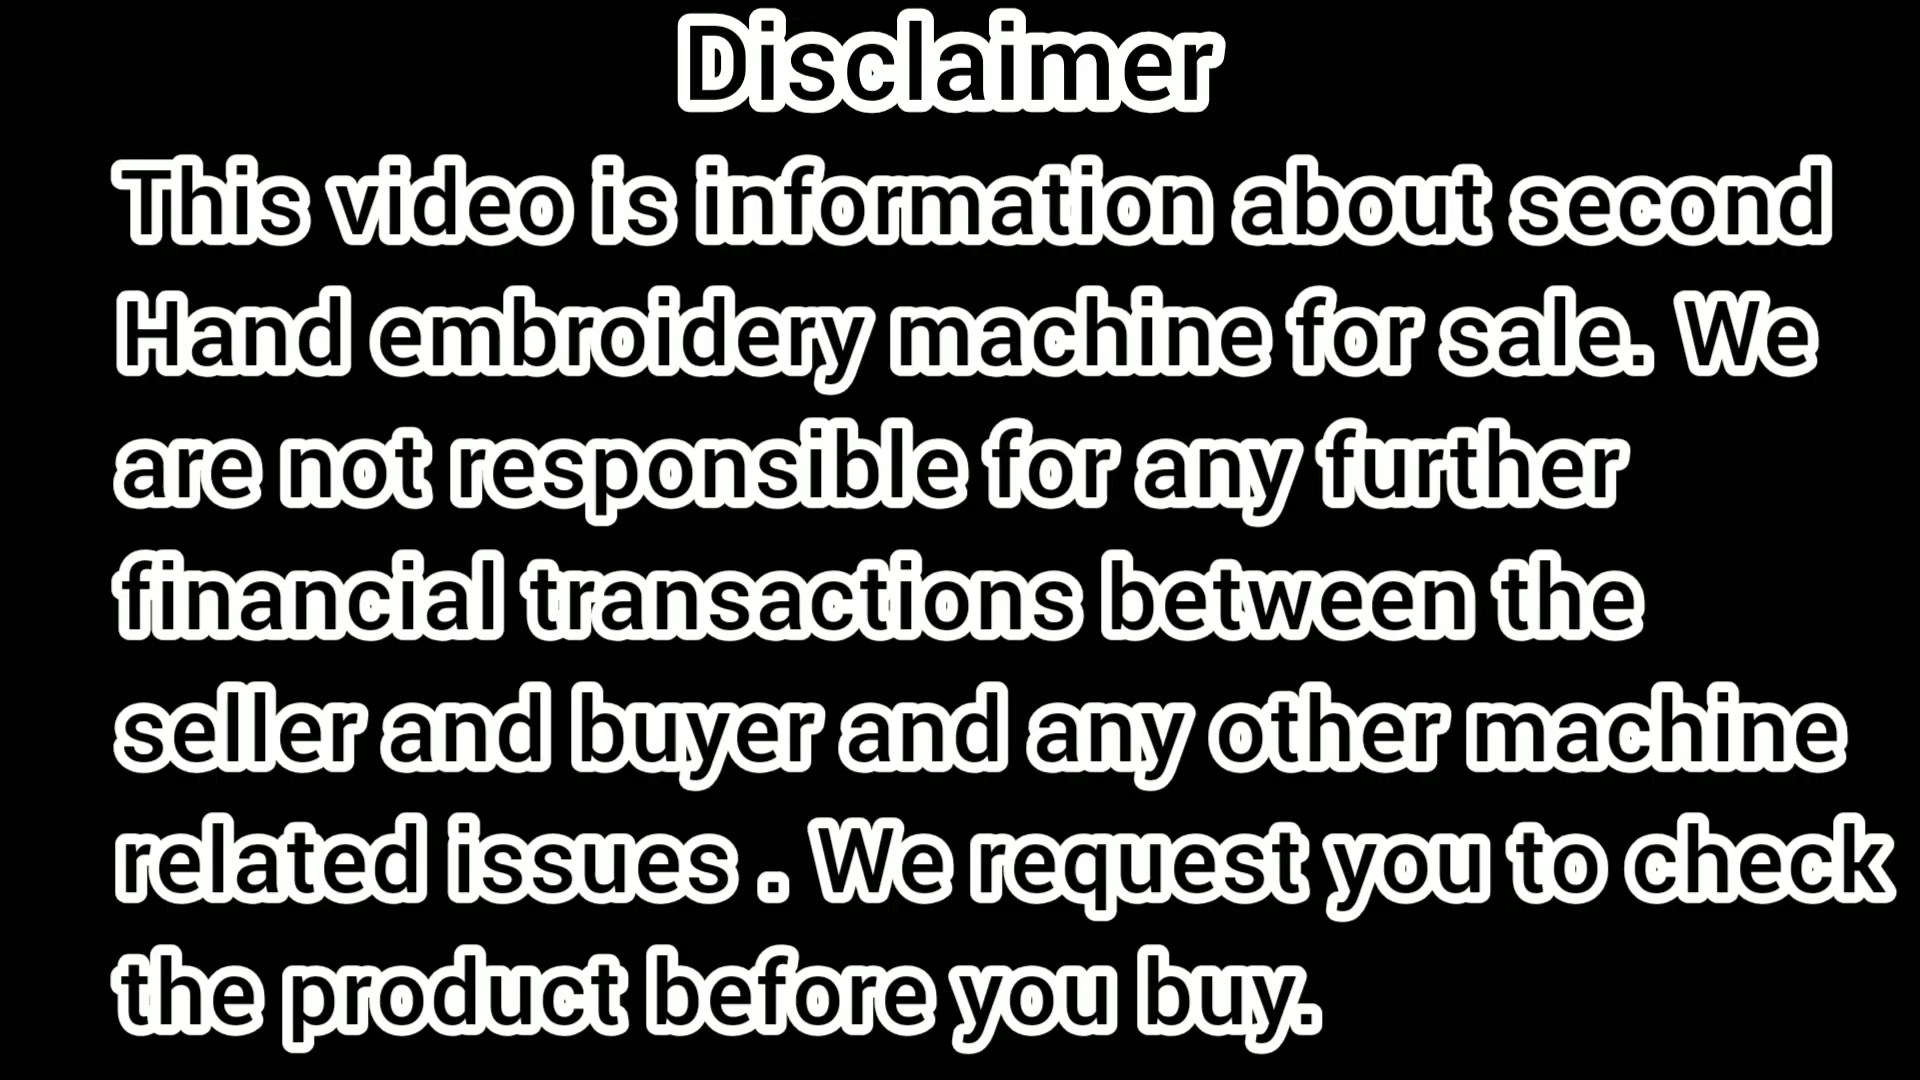 Disclaimer
This video is information about second
Hand embroidery machine for sale. We
are not responsible for any further
financial transactions between the
seller and buyer and any other machine
related issues . We request you to check
the product before you buy.